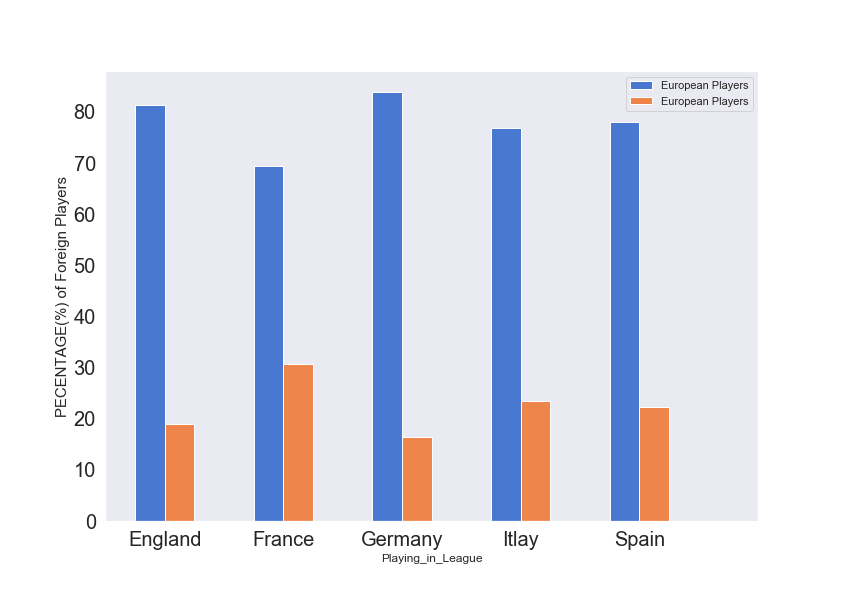 European Players
European Players
80
70
60
50
40
30
20
10
0
PECENTAGE(%) of Foreign Players
England France Germany Itlay Spain
Playing_in_League